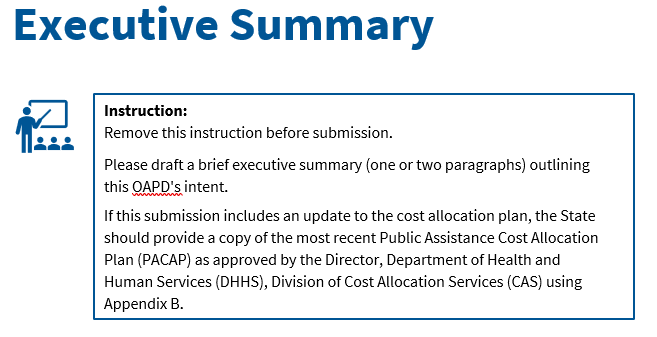 Executive Summary
Instruction:
Remove this instruction before submission.
Please draft a brief executive summary (one or two paragraphs) outlining
this OAPD's intent.
If this submission includes an update to the cost allocation plan, the State
should provide a copy of the most recent Public Assistance Cost Allocation
Plan (PACAP) as approved by the Director, Department of Health and
Human Services (DHHS), Division of Cost Allocation Services (CAS) using
Appendix B.